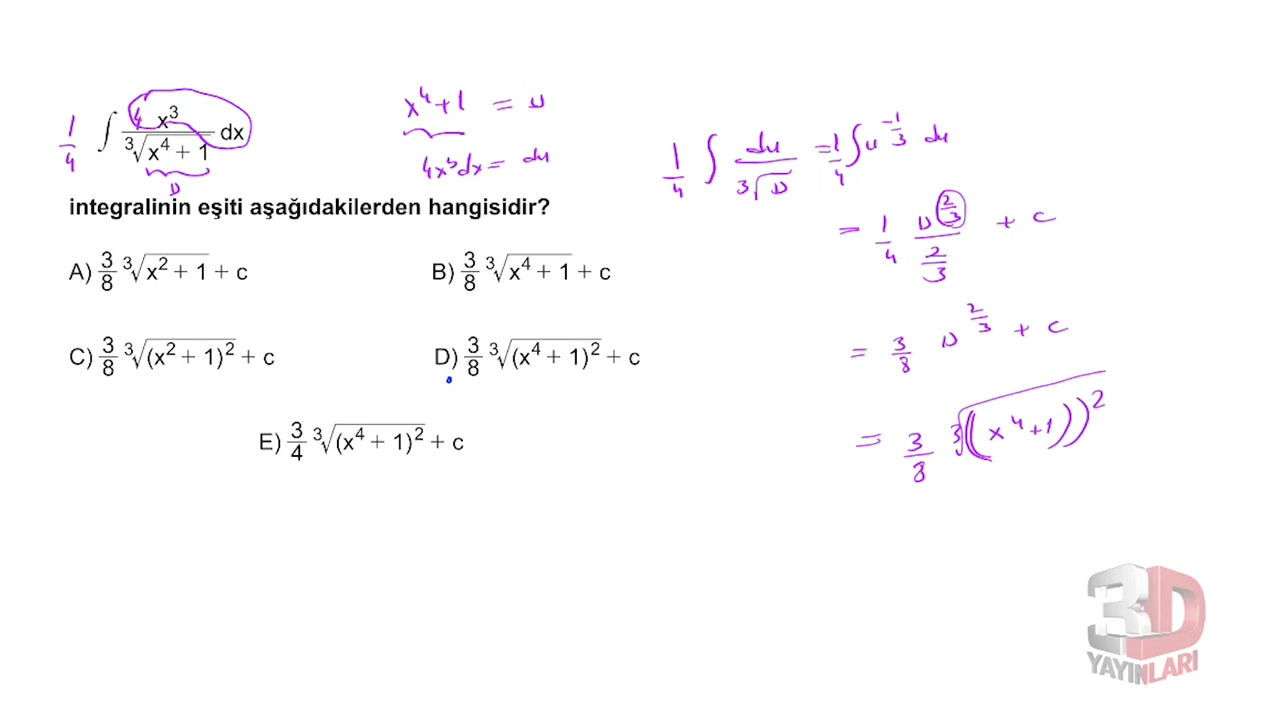 1/4 ∫ 4x³/∛(x⁴ + 1) dx
u
x⁴+1 = u
4x³dx = du
integralinin eşiti aşağıdakilerden hangisidir?
A) 3/8 ∛(x² + 1) + c
B) 3/8 ∛(x⁴ + 1) + c
C) 3/8 ∛((x² + 1)²) + c
D) 3/8 ∛((x⁴ + 1)²) + c
E) 3/4 ∛((x⁴ + 1)²) + c
1/4 ∫ du/∛u = 1/4 ∫ u^(-1/3) du
= 1/4 u^(2/3)/(2/3) + c
= 3/8 u^(2/3) + c
= 3/8 ∛((x⁴+1))²
3D
YAYINLARI